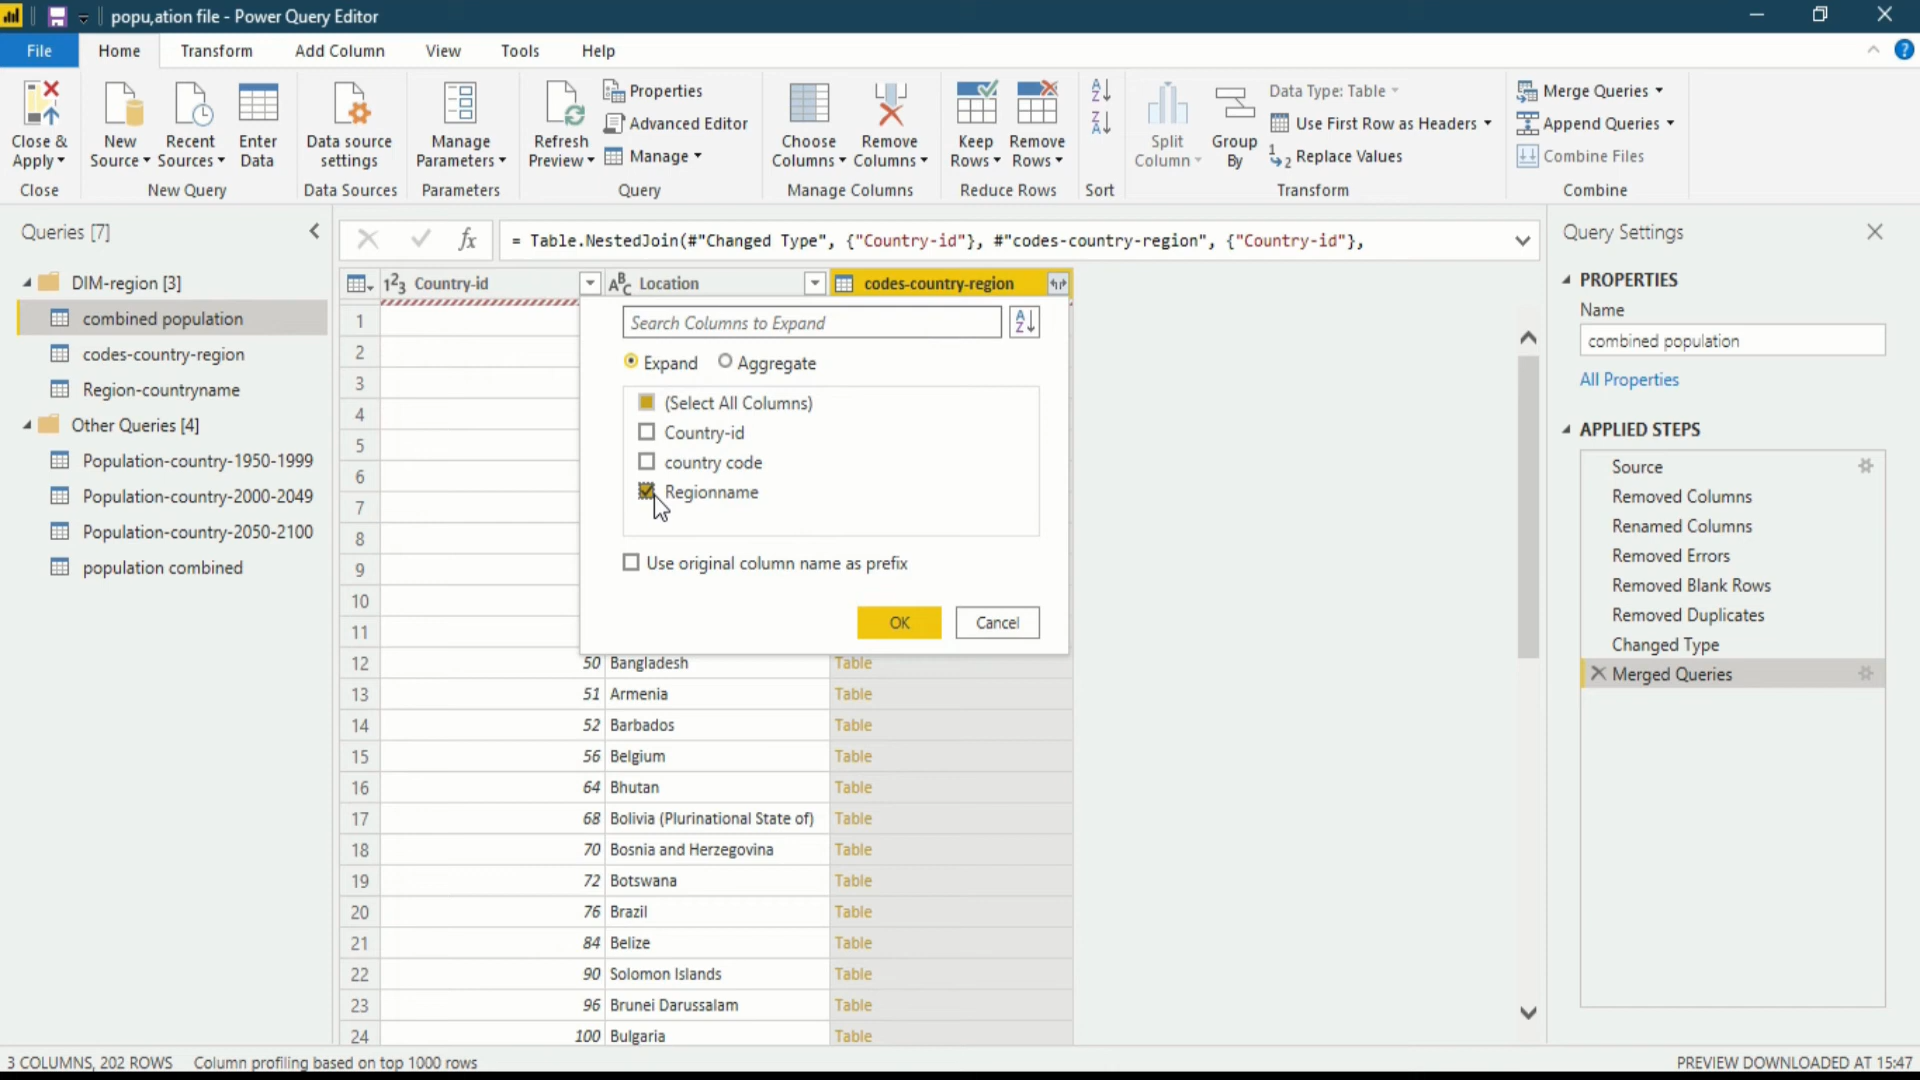 popu,ation file - Power Query Editor
File Home Transform Add Column View Tools Help
Close & Apply
New Source
Recent Sources
Enter Data
Data source settings
Manage Parameters
Refresh Preview
Properties
Advanced Editor
Manage
Choose Columns
Remove Columns
Keep Rows
Remove Rows
Split Column
Group By
Data Type: Table
Use First Row as Headers
Replace Values
Merge Queries
Append Queries
Combine Files
Close New Query Data Sources Parameters Query Manage Columns Reduce Rows Sort Transform Combine
Queries [7]
DIM-region [3]
combined population
codes-country-region
Region-countryname
Other Queries [4]
Population-country-1950-1999
Population-country-2000-2049
Population-country-2050-2100
population combined
fx = Table.NestedJoin(#"Changed Type", {"Country-id"}, #"codes-country-region", {"Country-id"},
123 Country-id ABC Location codes-country-region
Search Columns to Expand
Expand Aggregate
(Select All Columns)
Country-id
country code
Regionname
Use original column name as prefix
OK Cancel
1
2
3
4
5
6
7
8
9
10
11
12 50 Bangladesh Table
13 51 Armenia Table
14 52 Barbados Table
15 56 Belgium Table
16 64 Bhutan Table
17 68 Bolivia (Plurinational State of) Table
18 70 Bosnia and Herzegovina Table
19 72 Botswana Table
20 76 Brazil Table
21 84 Belize Table
22 90 Solomon Islands Table
23 96 Brunei Darussalam Table
24 100 Bulgaria Table
Query Settings
PROPERTIES
Name
combined population
All Properties
APPLIED STEPS
Source
Removed Columns
Renamed Columns
Removed Errors
Removed Blank Rows
Removed Duplicates
Changed Type
Merged Queries
3 COLUMNS, 202 ROWS Column profiling based on top 1000 rows
PREVIEW DOWNLOADED AT 15:47